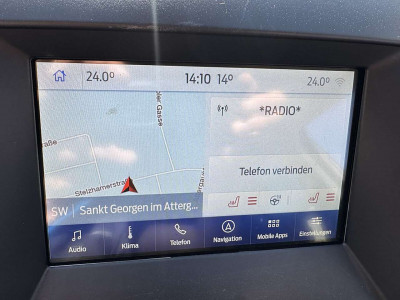 24.0° 14:10 14° 24.0°
*RADIO*
Telefon verbinden
Stelzhamerstraß
SW Sankt Georgen im Atterg...
Audio Klima Telefon Navigation Mobile Apps Einstellungen